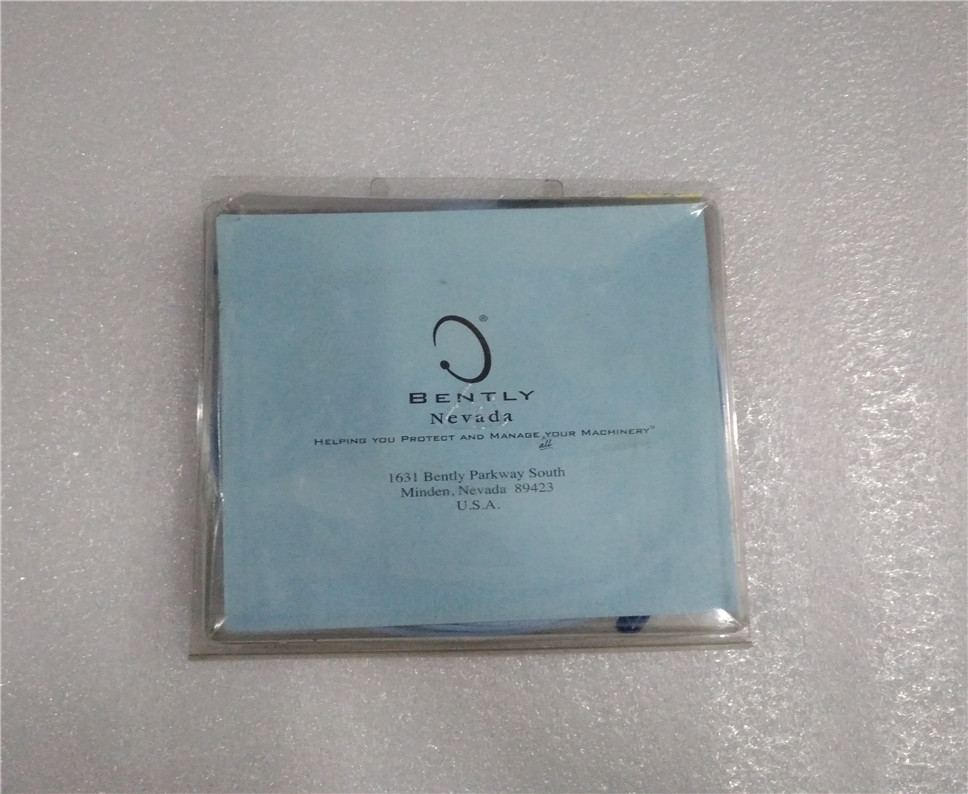 ®
BENTLY
Nevada
HELPING YOU PROTECT AND MANAGE all YOUR MACHINERY®
1631 Bently Parkway South
Minden, Nevada 89423
U.S.A.